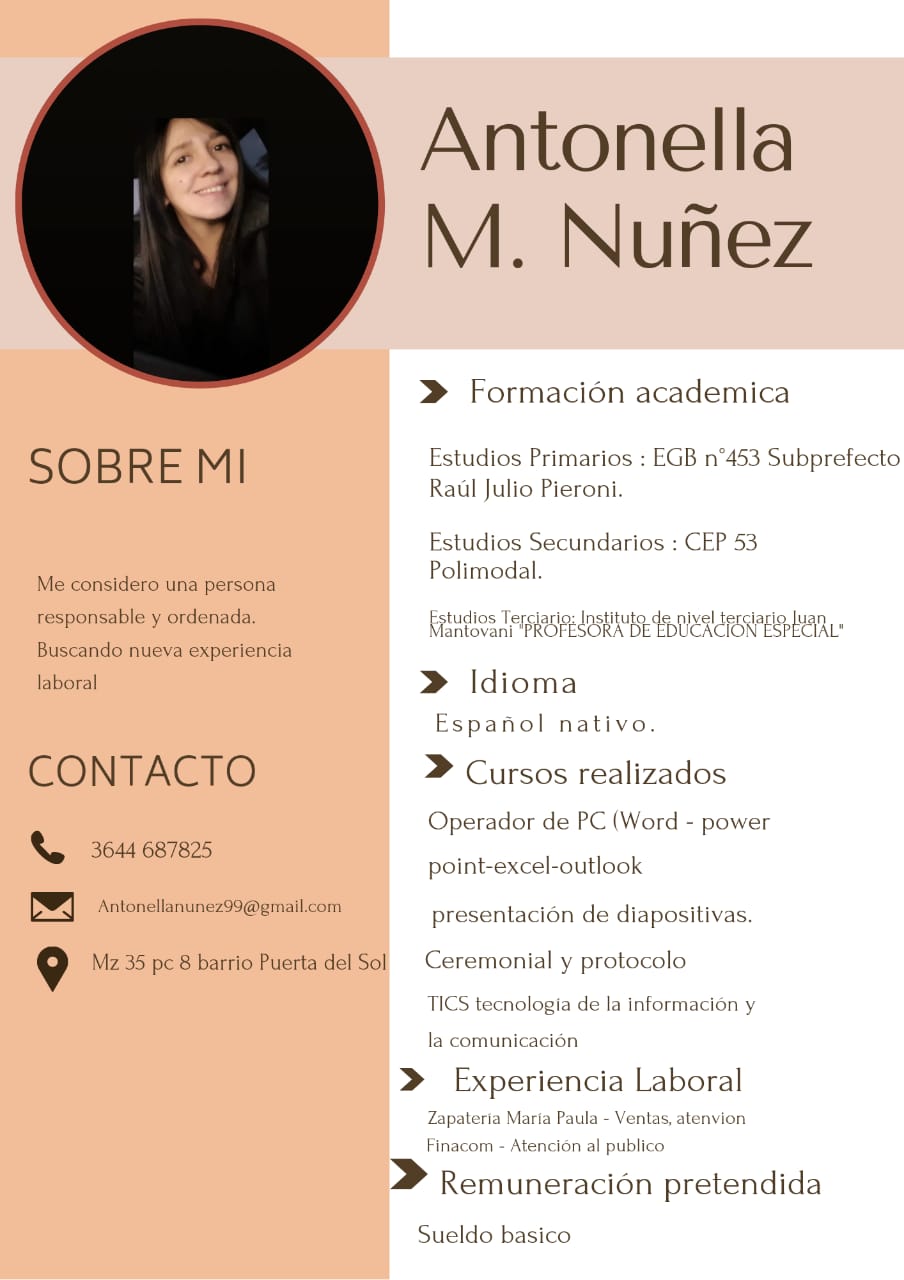 Antonella
M. Nuñez
SOBRE MI
Me considero una persona
responsable y ordenada.
Buscando nueva experiencia
laboral
CONTACTO
3644 687825
Antonellanunez99@gmail.com
Mz 35 pc 8 barrio Puerta del Sol
Formación academica
Estudios Primarios : EGB n°453 Subprefecto
Raúl Julio Pieroni.
Estudios Secundarios : CEP 53
Polimodal.
Estudios Terciario: Instituto de nivel terciario Juan
Mantovani "PROFESORA DE EDUCACIÓN ESPECIAL"
Idioma
Español nativo.
Cursos realizados
Operador de PC (Word - power
point-excel-outlook
presentación de diapositivas.
Ceremonial y protocolo
TICS tecnología de la información y
la comunicación
Experiencia Laboral
Zapatería María Paula - Ventas, atenvion
Finacom - Atención al publico
Remuneración pretendida
Sueldo basico